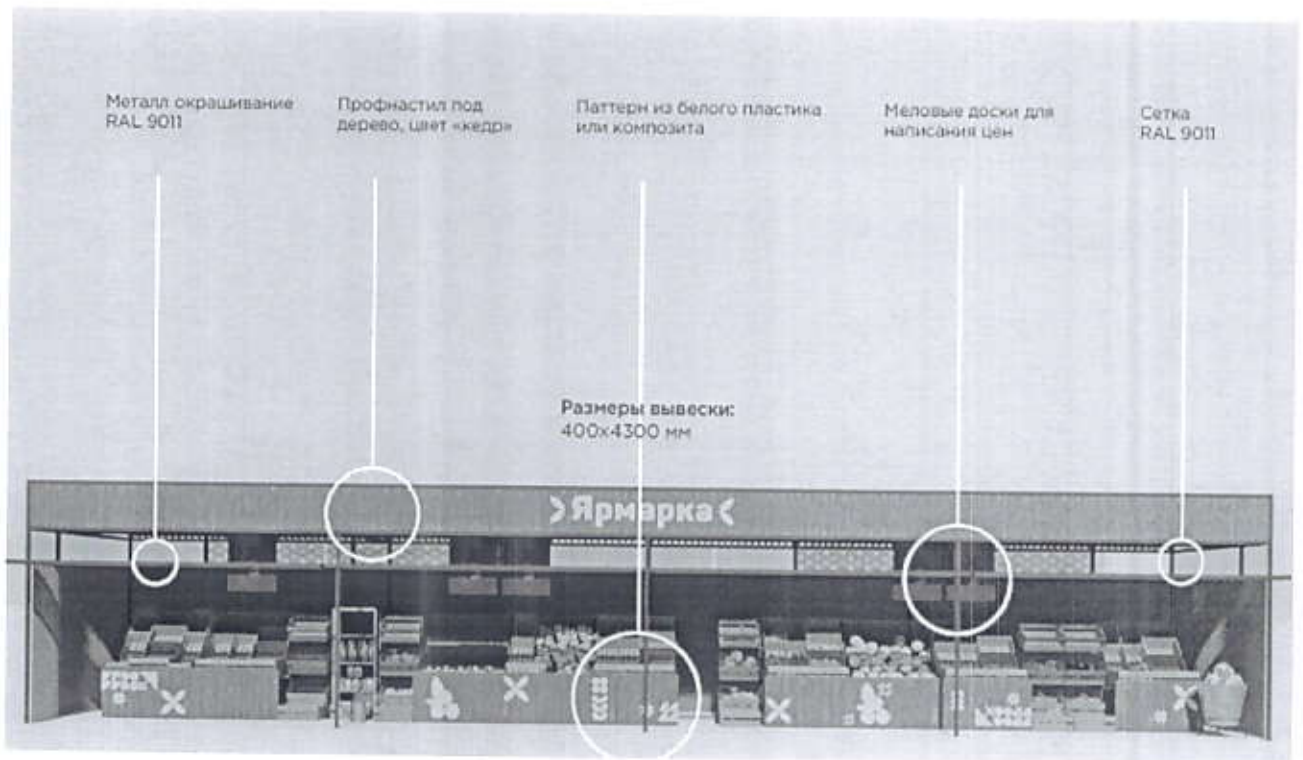 Металл окрашивание
RAL 9011
Профнастил под
дерево, цвет «кедр»
Паттерн из белого пластика
или композита
Меловые доски для
написания цен
Сетка
RAL 9011
Размеры вывески:
400х4300 мм
Ярмарка